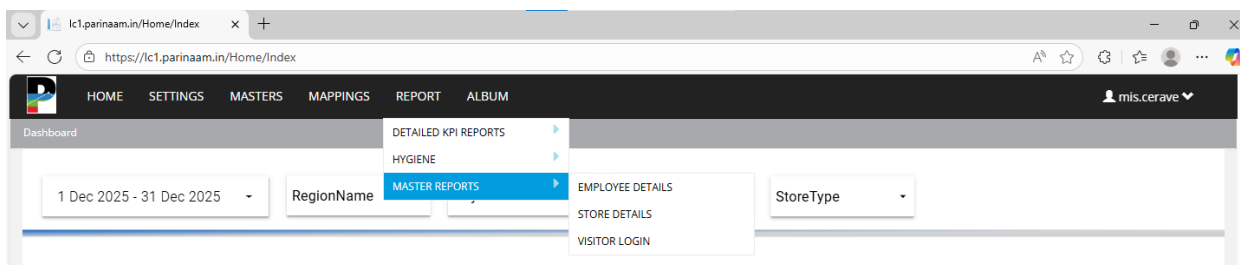 lc1.parinaam.in/Home/Index
https://lc1.parinaam.in/Home/Index
HOME SETTINGS MASTERS MAPPINGS REPORT ALBUM mis.cerave
Dashboard
DETAILED KPI REPORTS
HYGIENE
MASTER REPORTS
EMPLOYEE DETAILS
STORE DETAILS
VISITOR LOGIN
1 Dec 2025 - 31 Dec 2025 RegionName StoreType